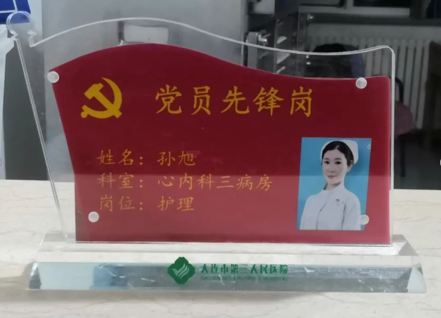 党员先锋岗
姓名：孙旭
科室：心内科三病房
岗位：护理
大连市第三人民医院